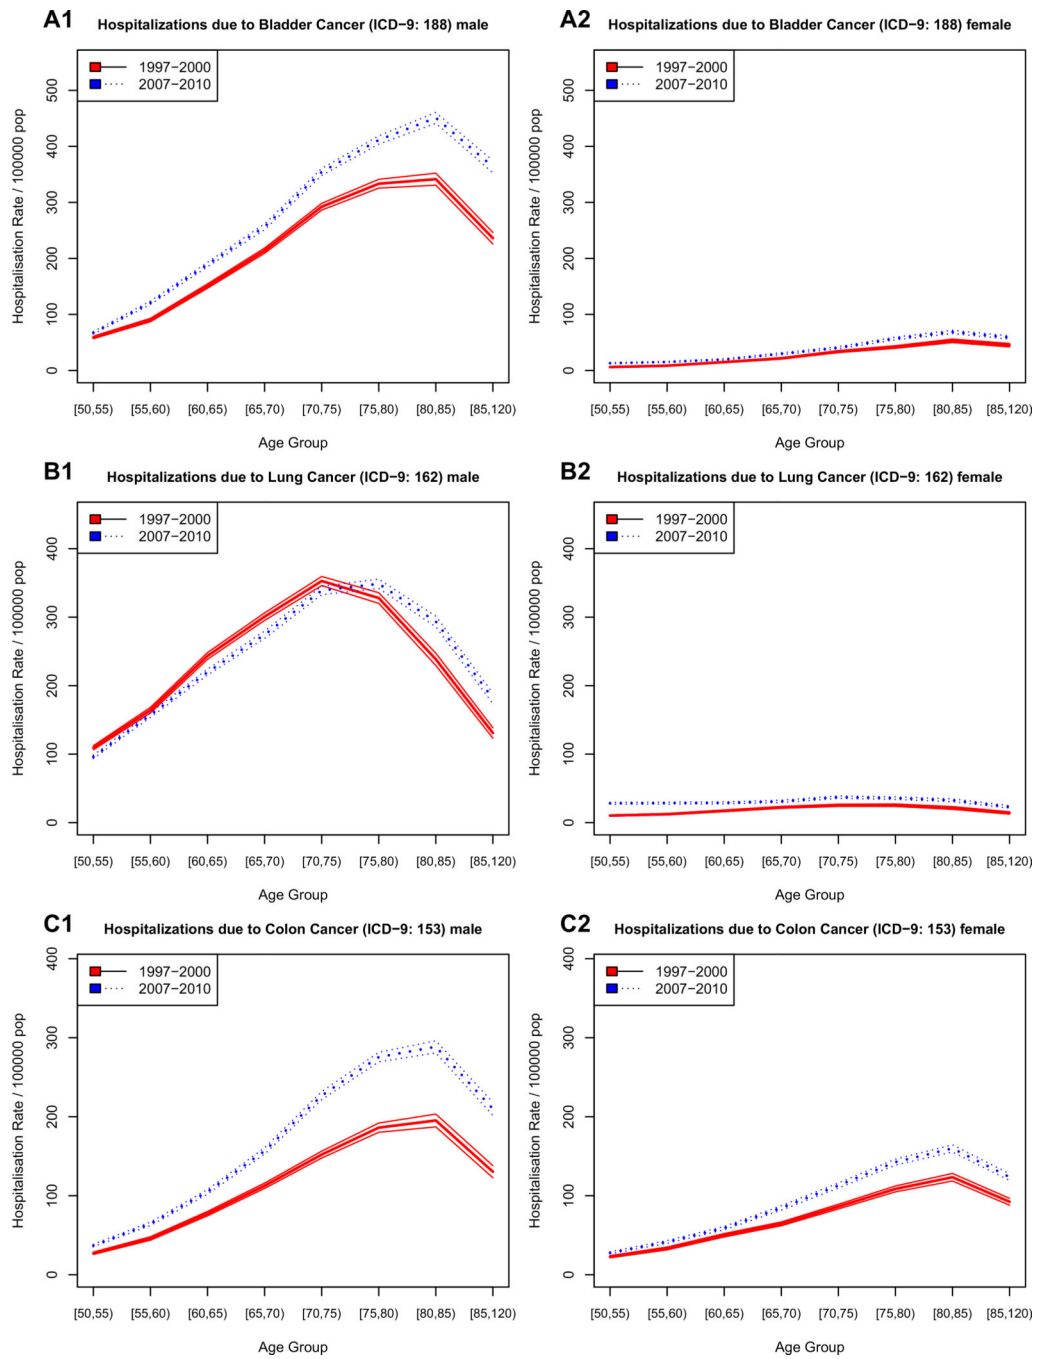 A1 Hospitalizations due to Bladder Cancer (ICD−9: 188) male
1997−2000
2007−2010
Hospitalisation Rate / 100000 pop
0 100 200 300 400 500
[50,55) [55,60) [60,65) [65,70) [70,75) [75,80) [80,85) [85,120)
Age Group
A2 Hospitalizations due to Bladder Cancer (ICD−9: 188) female
1997−2000
2007−2010
Hospitalisation Rate / 100000 pop
0 100 200 300 400 500
[50,55) [55,60) [60,65) [65,70) [70,75) [75,80) [80,85) [85,120)
Age Group
B1 Hospitalizations due to Lung Cancer (ICD−9: 162) male
1997−2000
2007−2010
Hospitalisation Rate / 100000 pop
0 100 200 300 400
[50,55) [55,60) [60,65) [65,70) [70,75) [75,80) [80,85) [85,120)
Age Group
B2 Hospitalizations due to Lung Cancer (ICD−9: 162) female
1997−2000
2007−2010
Hospitalisation Rate / 100000 pop
0 100 200 300 400
[50,55) [55,60) [60,65) [65,70) [70,75) [75,80) [80,85) [85,120)
Age Group
C1 Hospitalizations due to Colon Cancer (ICD−9: 153) male
1997−2000
2007−2010
Hospitalisation Rate / 100000 pop
0 100 200 300 400
[50,55) [55,60) [60,65) [65,70) [70,75) [75,80) [80,85) [85,120)
Age Group
C2 Hospitalizations due to Colon Cancer (ICD−9: 153) female
1997−2000
2007−2010
Hospitalisation Rate / 100000 pop
0 100 200 300 400
[50,55) [55,60) [60,65) [65,70) [70,75) [75,80) [80,85) [85,120)
Age Group